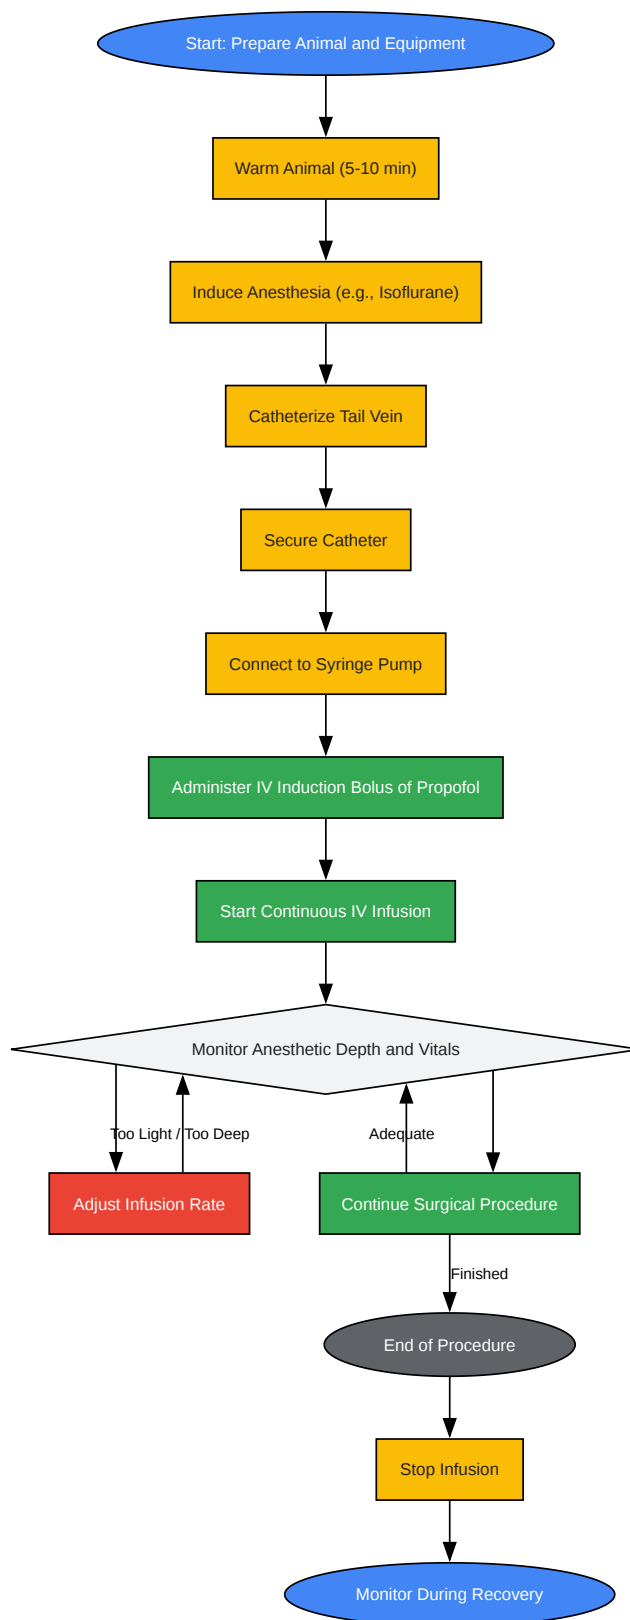 Start: Prepare Animal and Equipment
Warm Animal (5-10 min)
Induce Anesthesia (e.g., Isoflurane)
Catheterize Tail Vein
Secure Catheter
Connect to Syringe Pump
Administer IV Induction Bolus of Propofol
Start Continuous IV Infusion
Monitor Anesthetic Depth and Vitals
Too Light / Too Deep
Adequate
Adjust Infusion Rate
Continue Surgical Procedure
Finished
End of Procedure
Stop Infusion
Monitor During Recovery